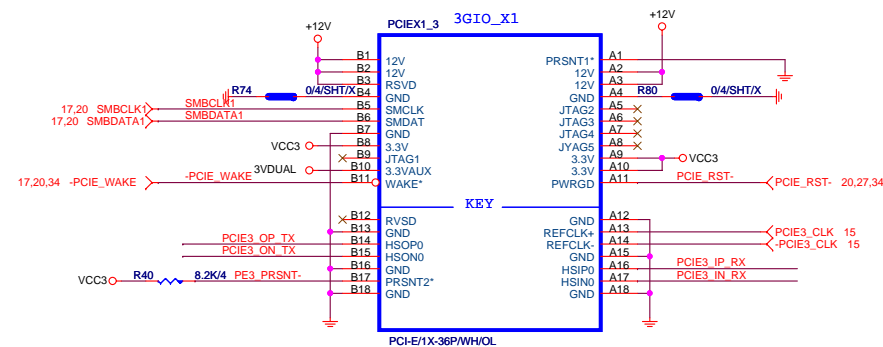 PCIEX1_3 3GIO_X1
+12V +12V
B1 12V PRSNT1* A1
B2 12V 12V A2
B3 RSVD 12V A3
R74 0/4/SHT/X B4 GND GND A4 R80 0/4/SHT/X
17,20 SMBCLK1 SMBCLK1 B5 SMCLK JTAG2 A5
17,20 SMBDATA1 SMBDATA1 B6 SMDAT JTAG3 A6
B7 GND JTAG4 A7
VCC3 B8 3.3V JYAG5 A8
B9 JTAG1 3.3V A9 VCC3
3VDUAL B10 3.3VAUX 3.3V A10
17,20,34 -PCIE_WAKE -PCIE_WAKE B11 WAKE* PWRGD A11 PCIE_RST- PCIE_RST- 20,27,34
KEY
B12 RVSD GND A12
B13 GND REFCLK+ A13 PCIE3_CLK 15
PCIE3_OP_TX B14 HSOP0 REFCLK- A14 -PCIE3_CLK 15
PCIE3_ON_TX B15 HSON0 GND A15
B16 GND HSIP0 A16 PCIE3_IP_RX
VCC3 R40 8.2K/4 PE3_PRSNT- B17 PRSNT2* HSIN0 A17 PCIE3_IN_RX
B18 GND GND A18
PCI-E/1X-36P/WH/OL